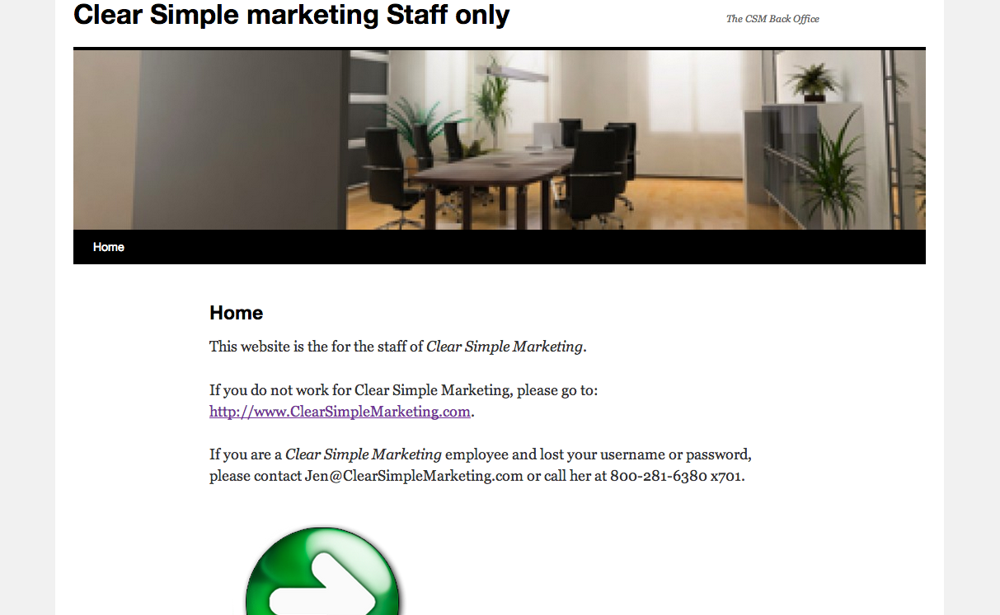 Clear Simple marketing Staff only
The CSM Back Office
Home
Home
This website is the for the staff of Clear Simple Marketing.
If you do not work for Clear Simple Marketing, please go to:
http://www.ClearSimpleMarketing.com.
If you are a Clear Simple Marketing employee and lost your username or password,
please contact Jen@ClearSimpleMarketing.com or call her at 800-281-6380 x701.